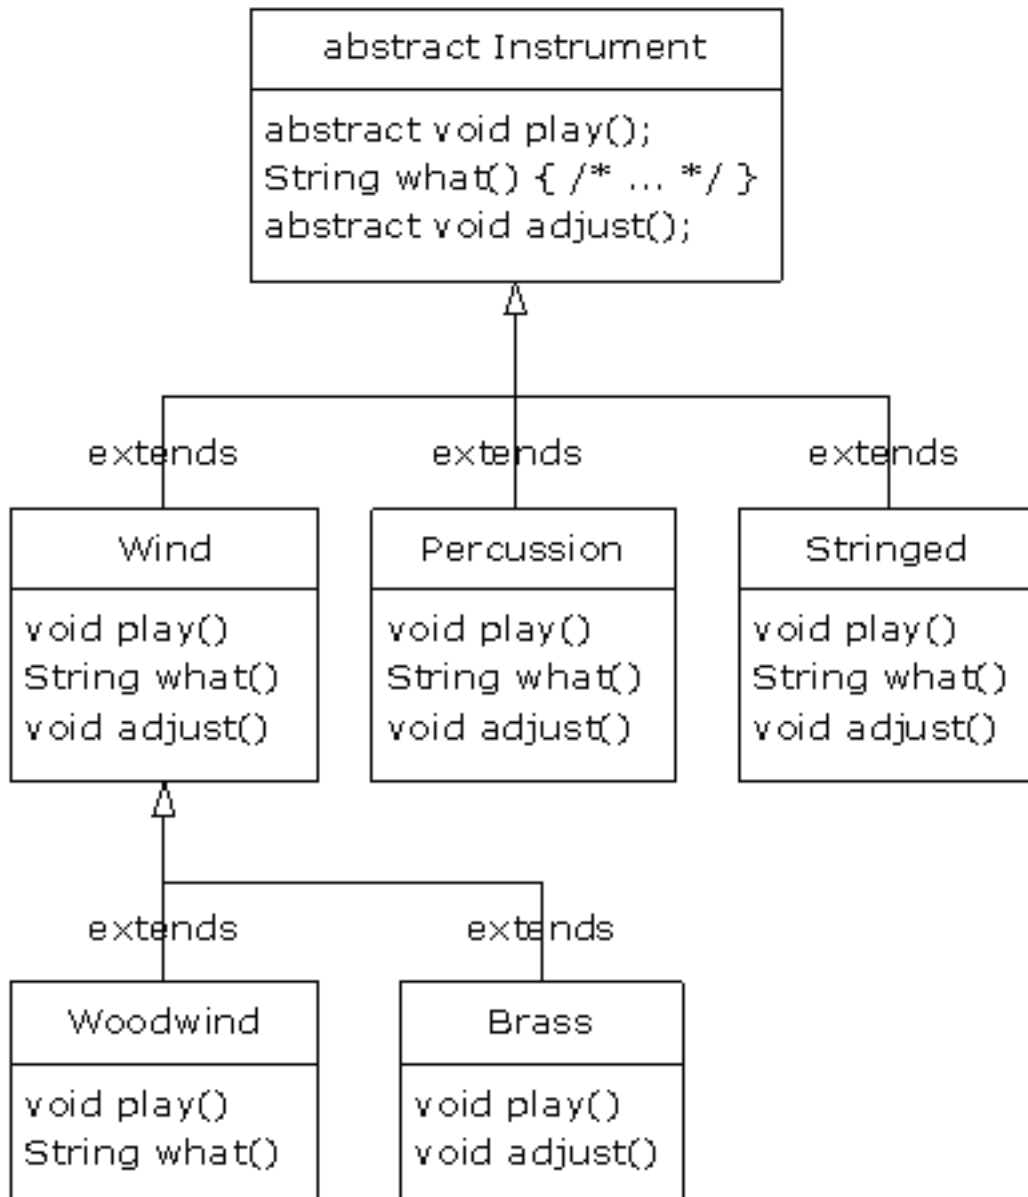 abstract Instrument
abstract void play();
String what() { /* ... */ }
abstract void adjust();
extends
extends
extends
Wind
void play()
String what()
void adjust()
Percussion
void play()
String what()
void adjust()
Stringed
void play()
String what()
void adjust()
extends
extends
Woodwind
void play()
String what()
Brass
void play()
void adjust()